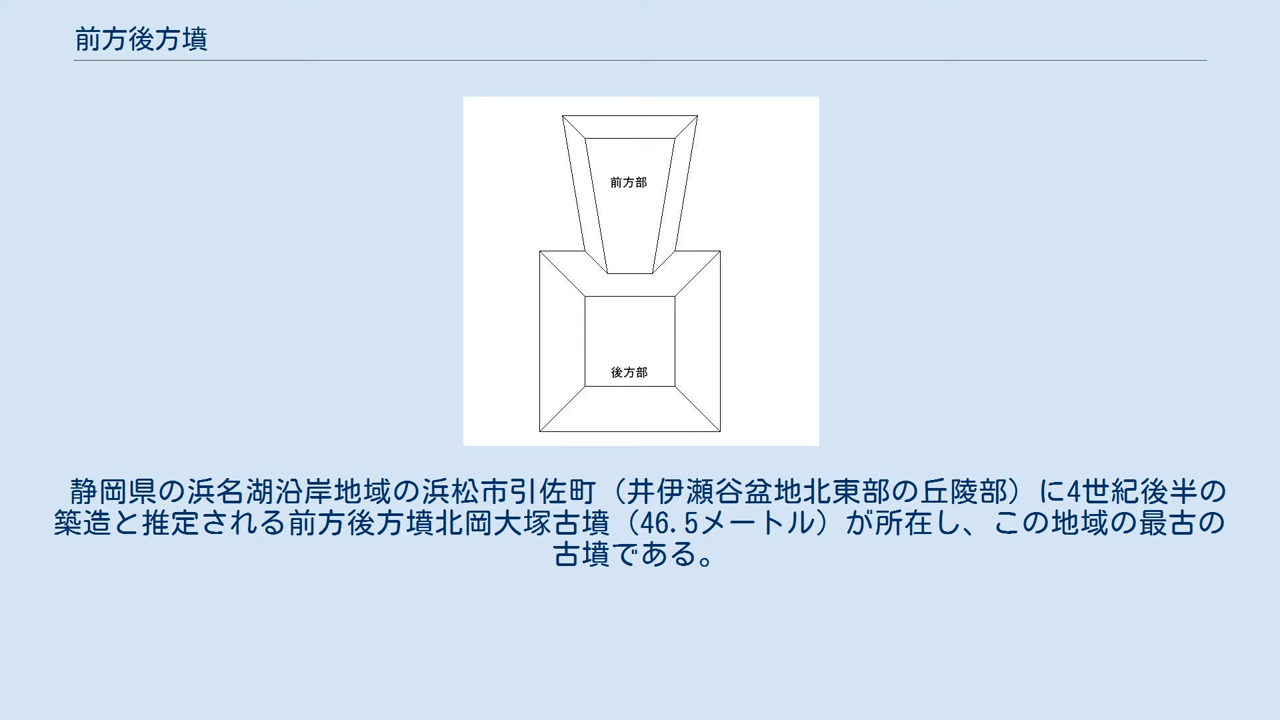 前方後方墳
前方部
後方部
静岡県の浜名湖沿岸地域の浜松市引佐町（井伊瀬谷盆地北東部の丘陵部）に4世紀後半の
築造と推定される前方後方墳北岡大塚古墳（46.5メートル）が所在し、この地域の最古の
古墳である。